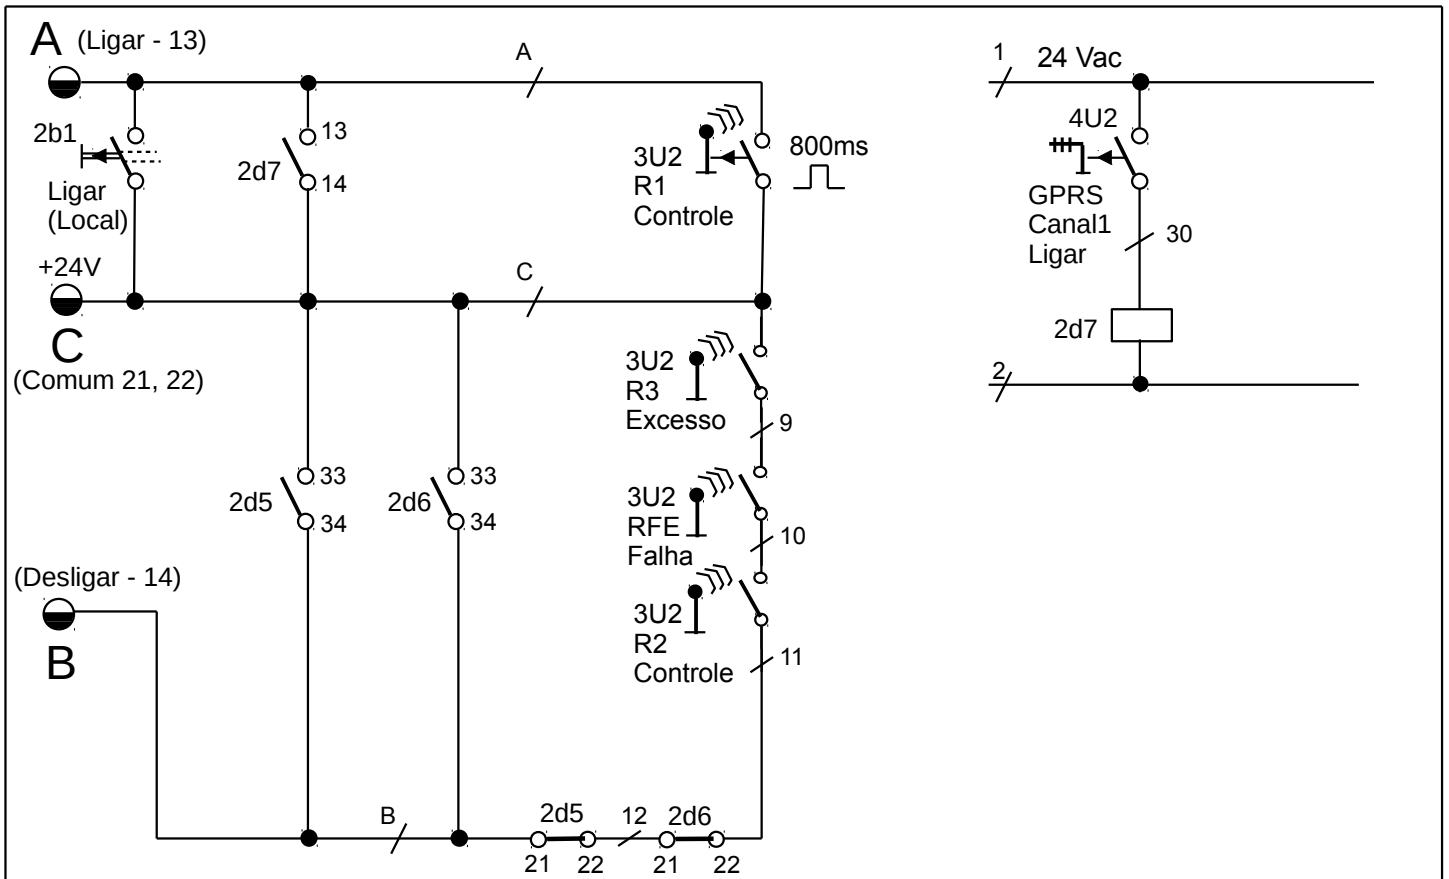 A (Ligar - 13)
A
1
24 Vac
2b1
13
2d7
14
Ligar
(Local)
3U2
R1
Controle
800ms
4U2
GPRS
Canal1
Ligar
30
+24V
C
C
(Comum 21, 22)
2d7
2
3U2
R3
Excesso
9
2d5
33
34
2d6
33
34
3U2
RFE
Falha
10
(Desligar - 14)
B
3U2
R2
Controle
11
B
2d5
12
2d6
21
22
21
22